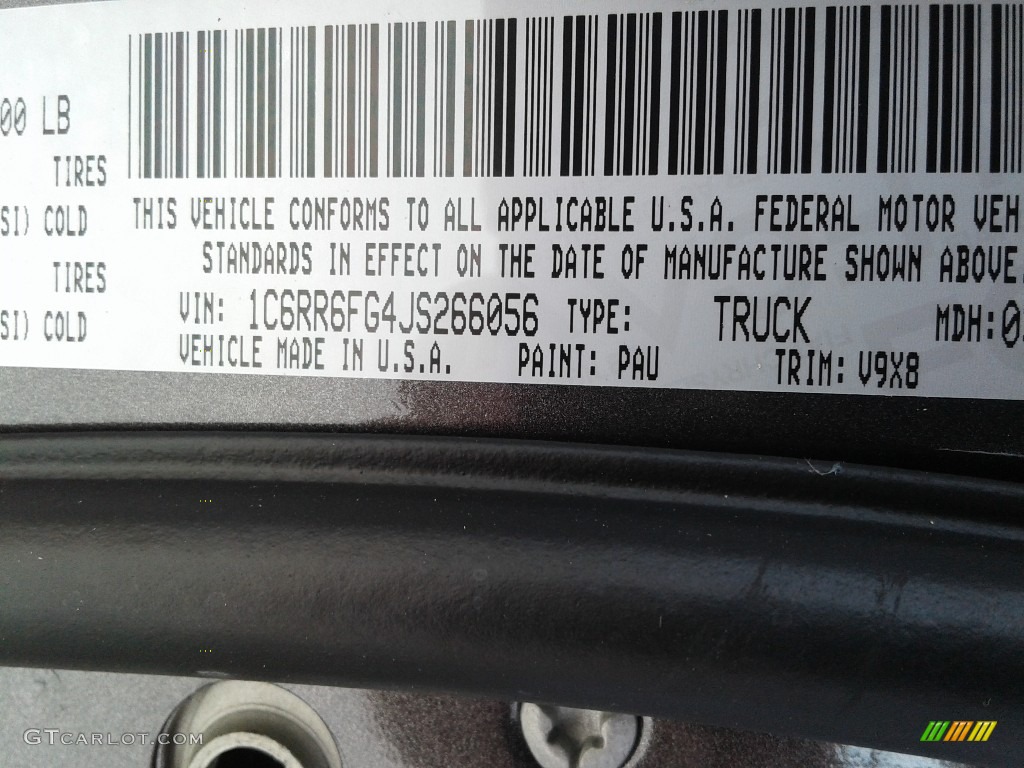 00 LB
TIRES
SI) COLD
TIRES
SI) COLD
THIS VEHICLE CONFORMS TO ALL APPLICABLE U.S.A. FEDERAL MOTOR VEH
STANDARDS IN EFFECT ON THE DATE OF MANUFACTURE SHOWN ABOVE.
VIN: 1C6RR6FG4JS266056 TYPE: TRUCK MDH:0
VEHICLE MADE IN U.S.A. PAINT: PAU TRIM: V9X8
GTCARLOT.COM